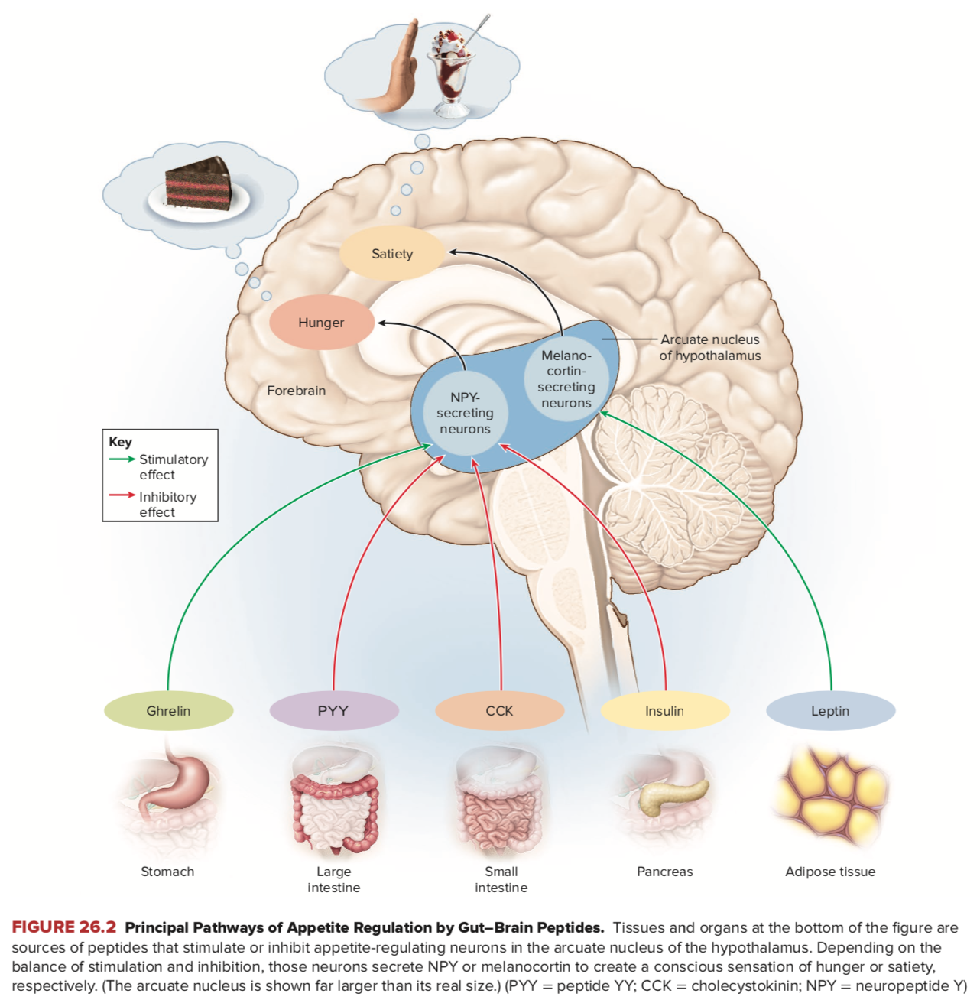 Satiety
Hunger
Arcuate nucleus
of hypothalamus
Melano-
cortin-
secreting
neurons
NPY-
secreting
neurons
Forebrain
Key
Stimulatory
effect
Inhibitory
effect
Ghrelin
PYY
CCK
Insulin
Leptin
Stomach
Large
intestine
Small
intestine
Pancreas
Adipose tissue
FIGURE 26.2 Principal Pathways of Appetite Regulation by Gut–Brain Peptides. Tissues and organs at the bottom of the figure are
sources of peptides that stimulate or inhibit appetite-regulating neurons in the arcuate nucleus of the hypothalamus. Depending on the
balance of stimulation and inhibition, those neurons secrete NPY or melanocortin to create a conscious sensation of hunger or satiety,
respectively. (The arcuate nucleus is shown far larger than its real size.) (PYY = peptide YY; CCK = cholecystokinin; NPY = neuropeptide Y)